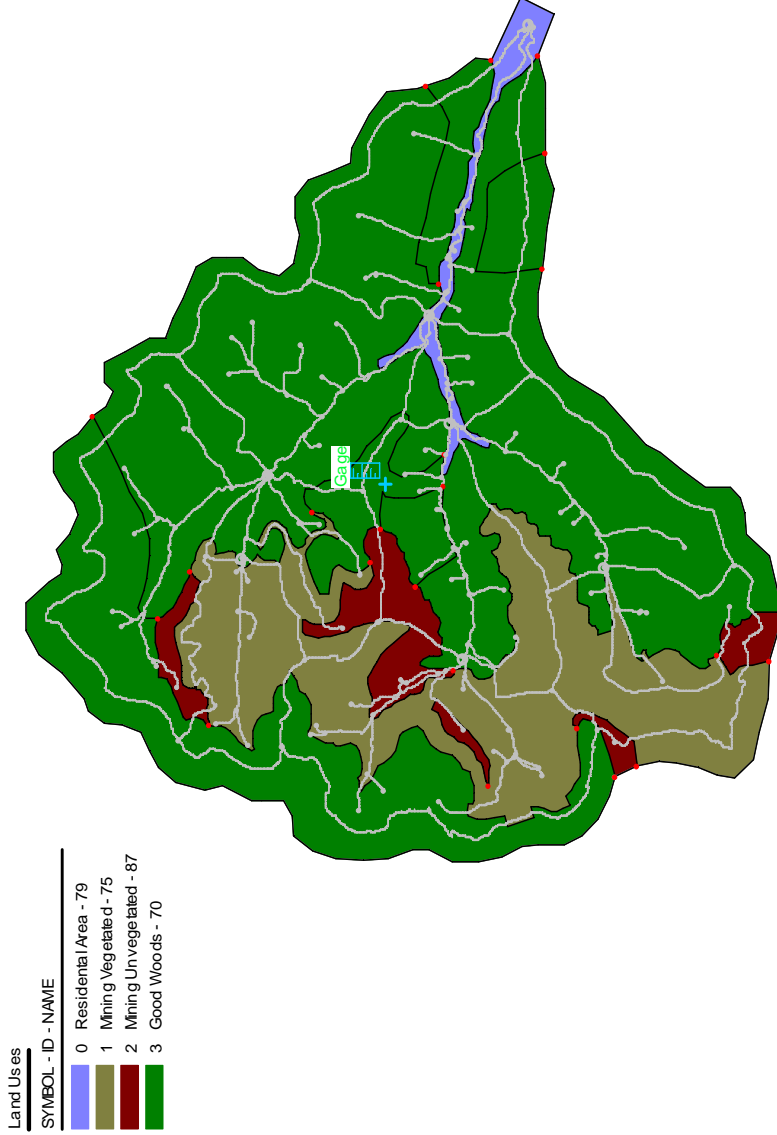 Land Uses
SYMBOL - ID - NAME
0 Residential Area - 79
1 Mining Vegetated - 75
2 Mining Unvegetated - 87
3 Good Woods - 70
Gage